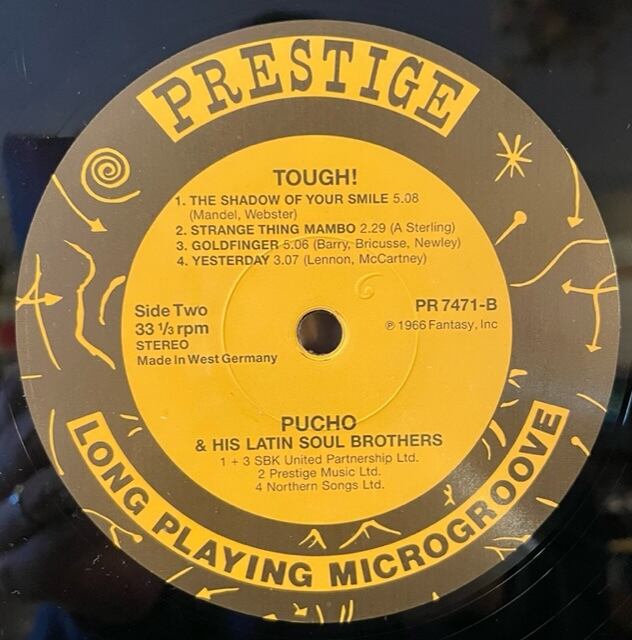 PRESTIGE
TOUGH!
1. THE SHADOW OF YOUR SMILE 5.08
(Mandel, Webster)
2. STRANGE THING MAMBO 2.29 (A Sterling)
3. GOLDFINGER 5:06 (Barry, Bricusse, Newley)
4. YESTERDAY 3.07 (Lennon, McCartney)
Side Two
33 1/3 rpm
STEREO
Made In West Germany
PR 7471-B
℗ 1966 Fantasy, Inc
PUCHO
& HIS LATIN SOUL BROTHERS
1 + 3 SBK United Partnership Ltd.
2 Prestige Music Ltd.
4 Northern Songs Ltd.
LONG PLAYING MICROGROOVE